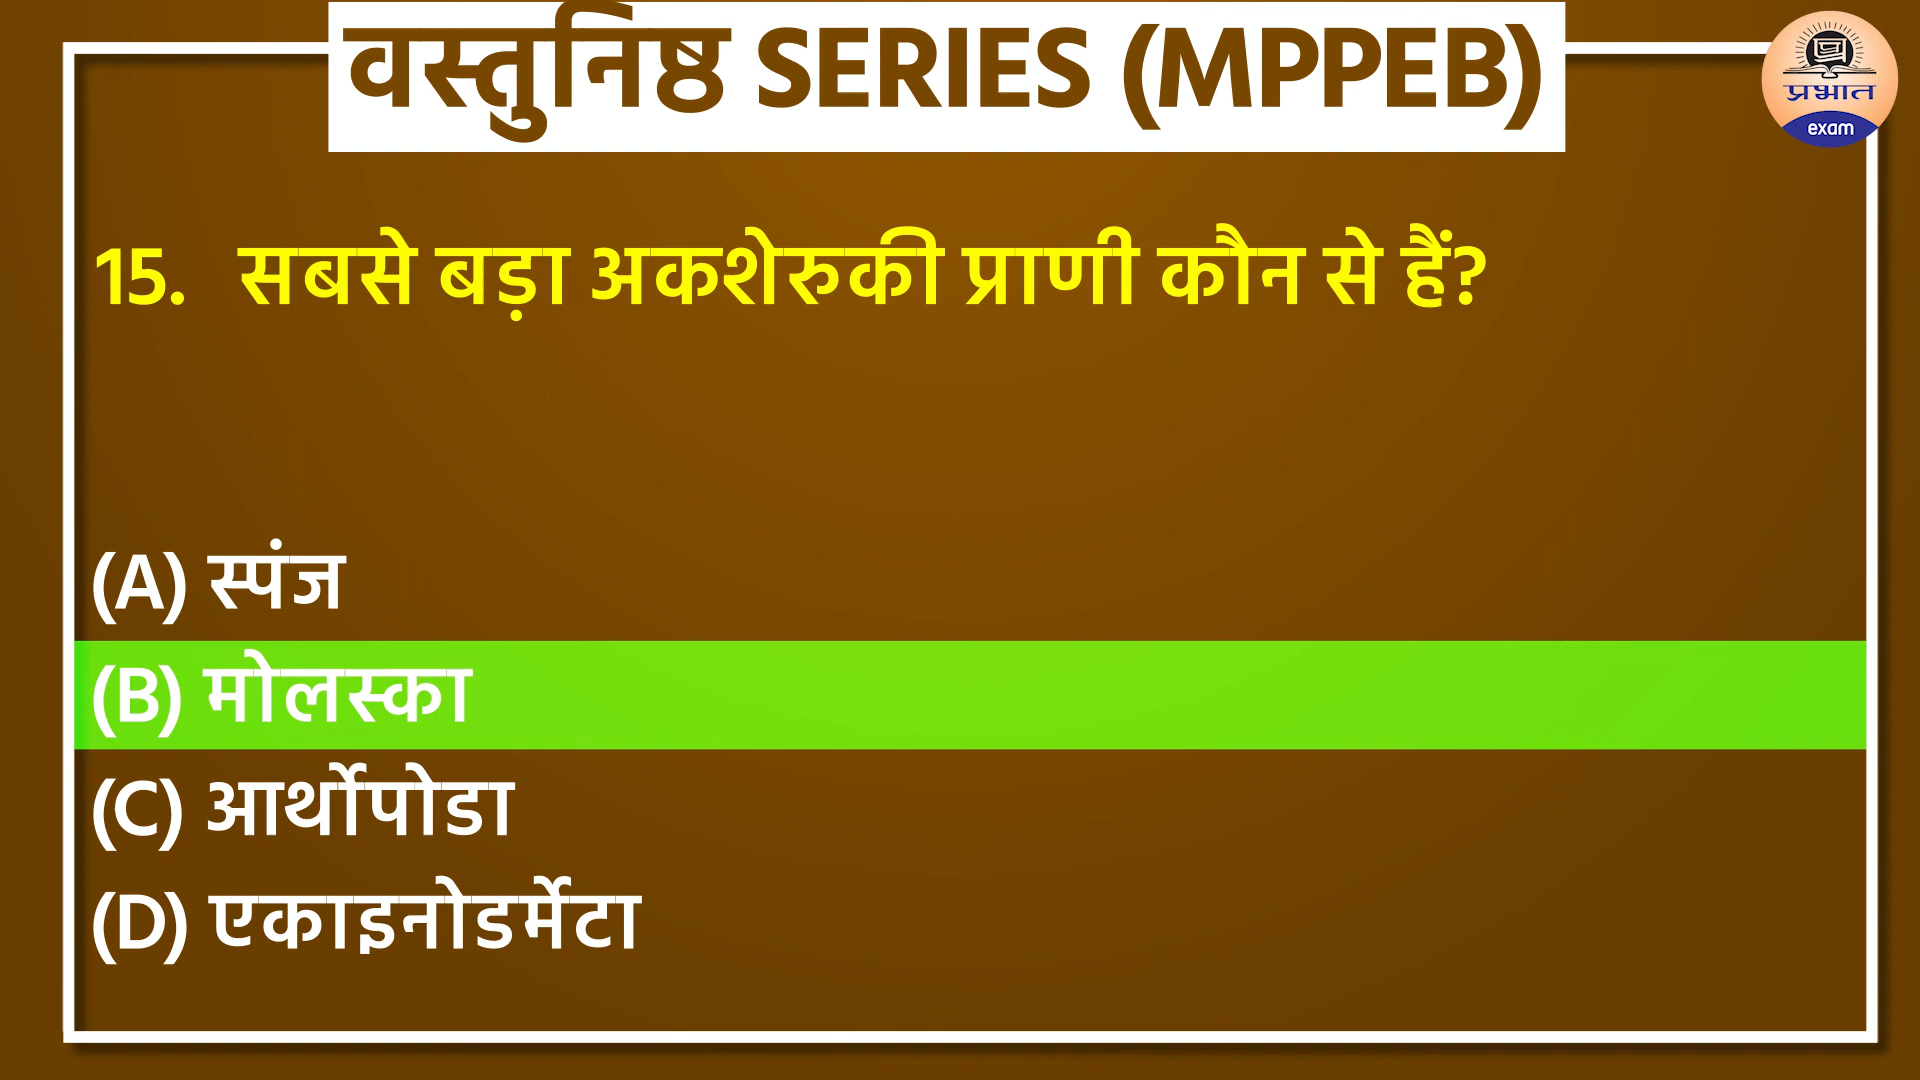 वस्तुनिष्ठ SERIES (MPPEB)
प्रभात
exam
15. सबसे बड़ा अकशेरुकी प्राणी कौन से हैं?
(A) स्पंज
(B) मोलस्का
(C) आर्थोपोडा
(D) एकाइनोडर्मेटा